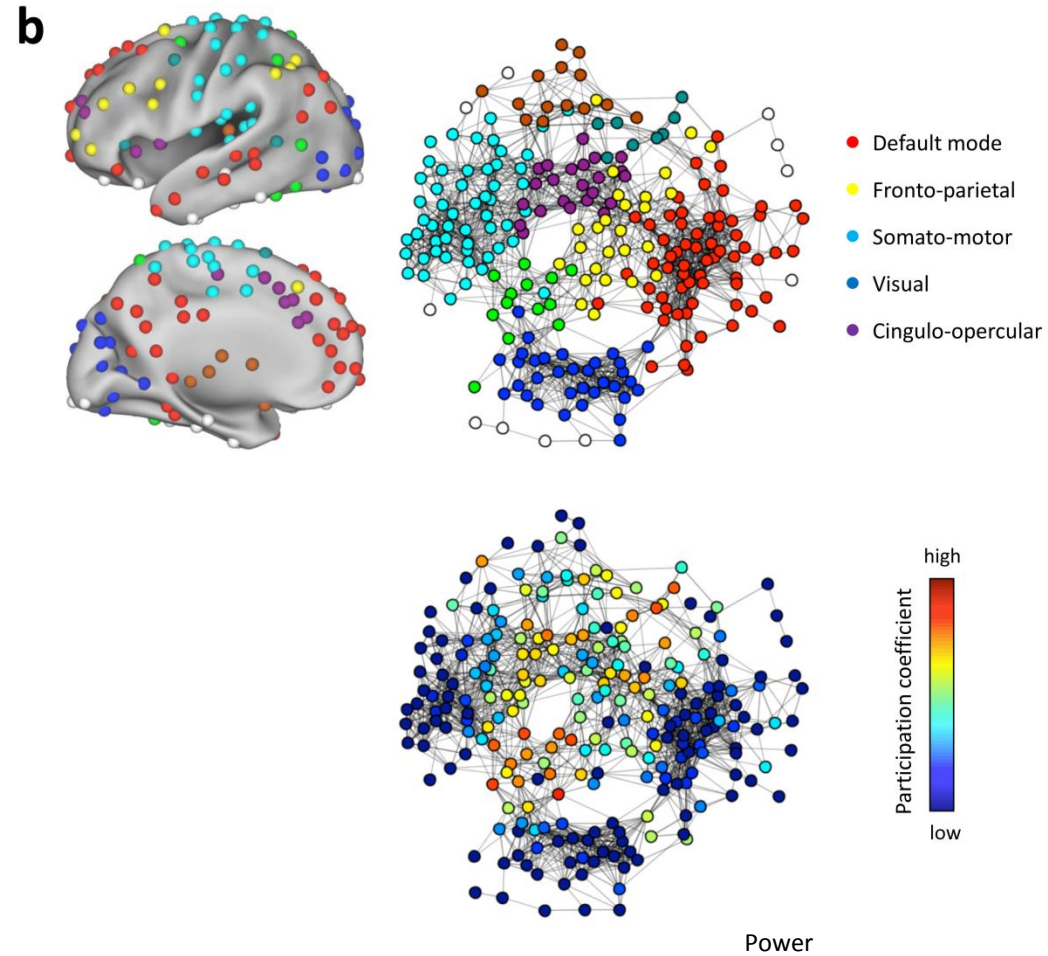 b
Default mode
Fronto-parietal
Somato-motor
Visual
Cingulo-opercular
high
Participation coefficient
low
Power